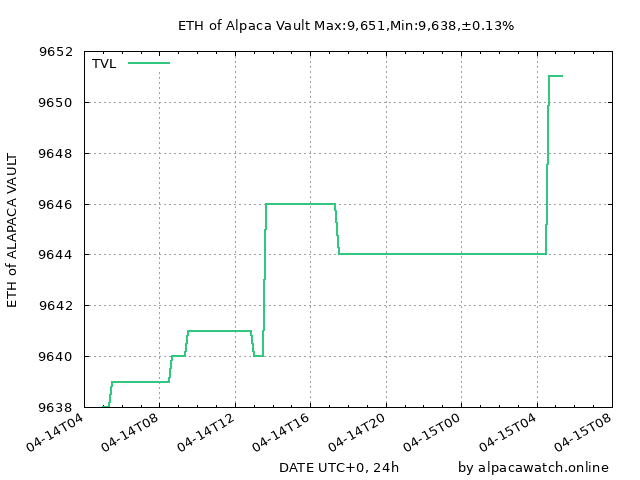 ETH of Alpaca Vault Max:9,651,Min:9,638,±0.13%
TVL
9652
9650
9648
9646
9644
9642
9640
9638
ETH of ALAPACA VAULT
04-14T04
04-14T08
04-14T12
04-14T16
04-14T20
04-15T00
04-15T04
04-15T08
DATE UTC+0, 24h
by alpacawatch.online